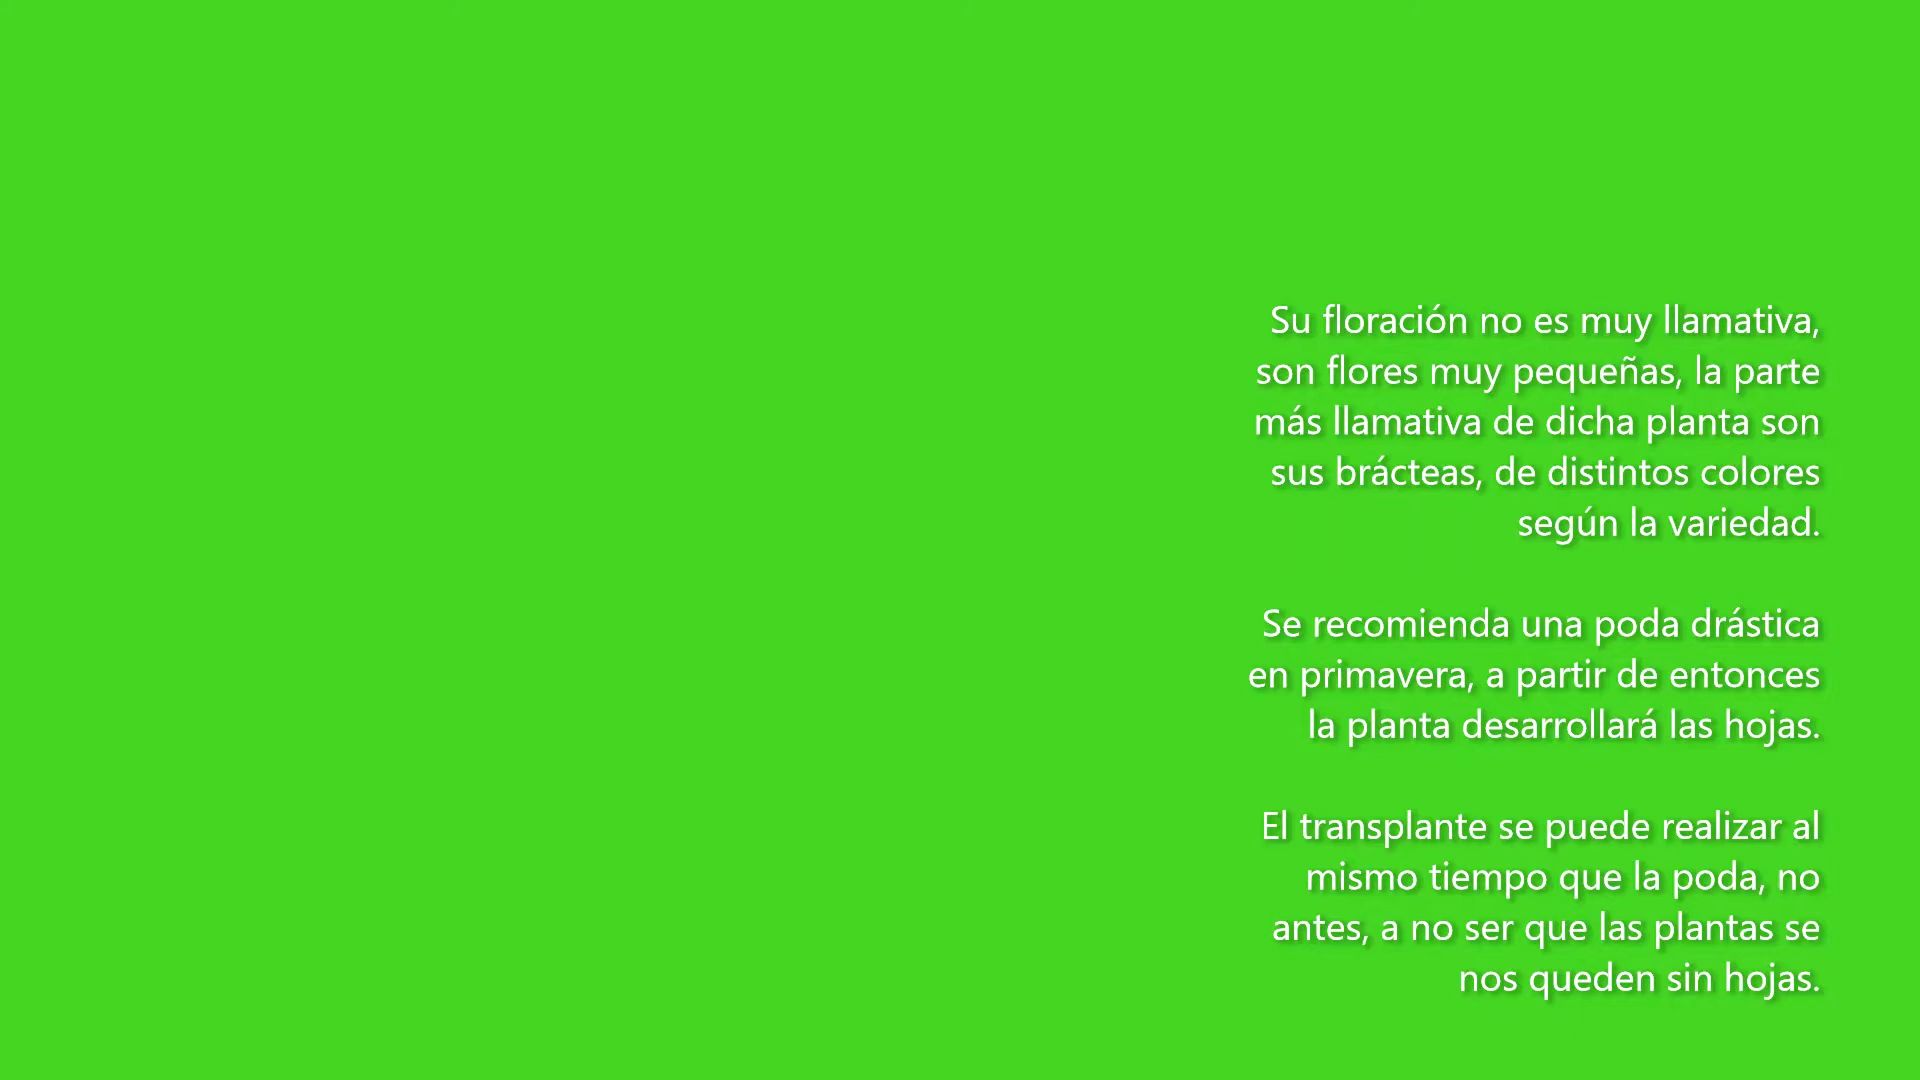 Su floración no es muy llamativa,
son flores muy pequeñas, la parte
más llamativa de dicha planta son
sus brácteas, de distintos colores
según la variedad.
Se recomienda una poda drástica
en primavera, a partir de entonces
la planta desarrollará las hojas.
El transplante se puede realizar al
mismo tiempo que la poda, no
antes, a no ser que las plantas se
nos queden sin hojas.